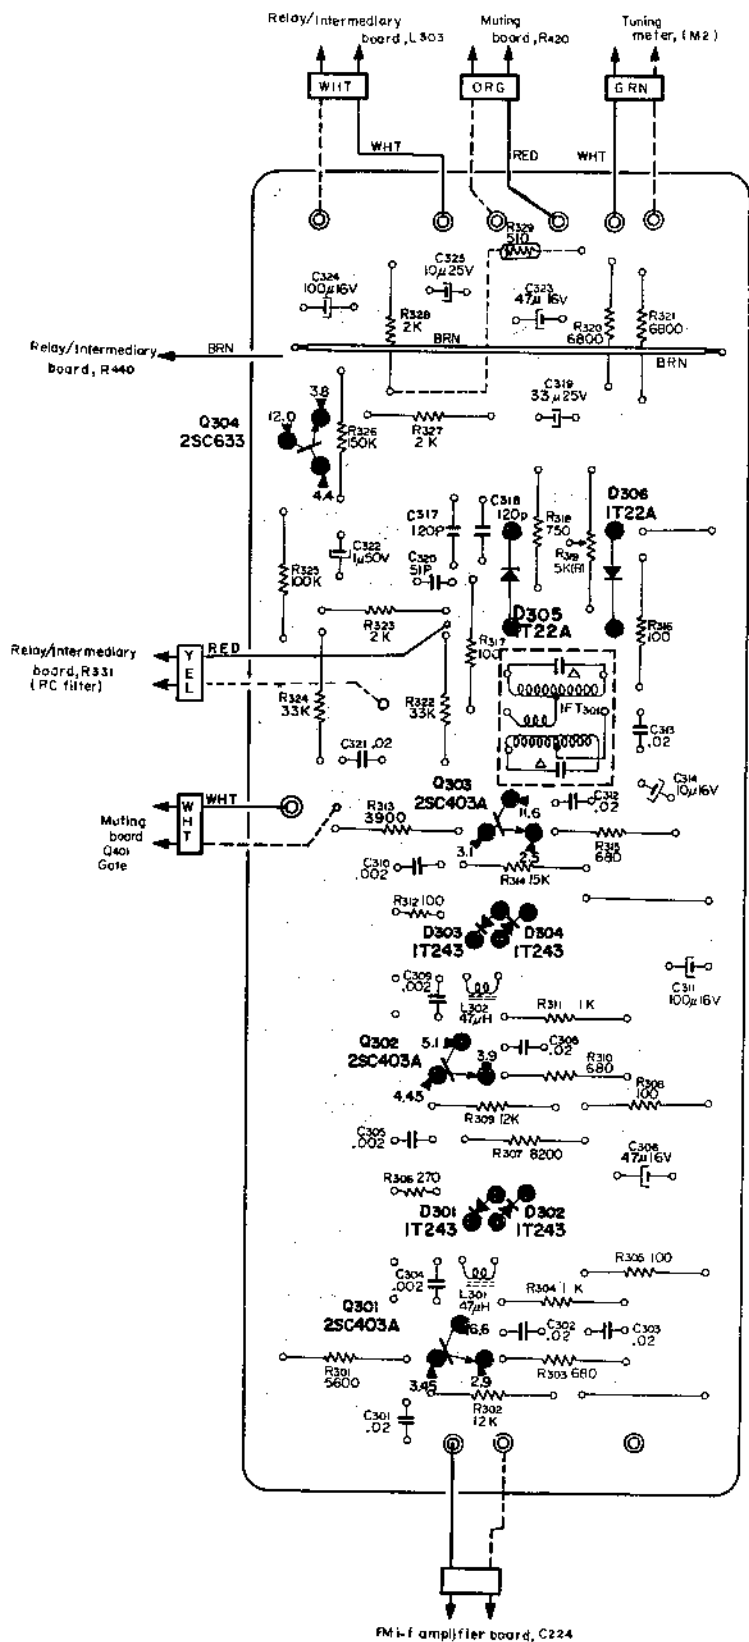 Relay/Intermediary
board, L303
Muting
board, R420
Tuning
meter, (M2)
WHT
ORG
GRN
WHT
RED
WHT
R329
510
C324
100μ16V
C325
10μ25V
C323
47μ16V
R328
2K
R320
6800
R321
6800
Relay/Intermediary
board, R440
BRN
BRN
BRN
Q304
2SC633
3.8
12.0
4.4
R326
150K
R327
2K
C319
33μ25V
C317
120P
C318
120p
R318
750
R319
5K(B)
D306
1T22A
C322
1μ50V
C320
51P
R325
100K
R323
2K
D305
1T22A
R317
100
R316
100
Relay/Intermediary
board, R331
(RC filter)
YEL
RED
R324
33K
R322
33K
IFT301
C321 .02
C313
.02
C314
10μ16V
Q303
2SC403A
11.6
3.1
2.5
C312
.02
Muting
board
Q401
Gate
WHT
WHT
R313
3900
R315
680
C310
.002
R314 15K
R312 100
D303
1T243
D304
1T243
C309
.002
L302
47μH
R311 1K
C311
100μ16V
Q302
2SC403A
5.1
3.9
4.45
C308
.02
R310
680
R308
100
R309 12K
C305
.002
R307 8200
C306
47μ16V
R306 270
D301
1T243
D302
1T243
C304
.002
L301
47μH
R305 100
R304 1K
Q301
2SC403A
6.6
3.45
2.9
C302
.02
C303
.02
R301
5600
R303 680
R302
12K
C301
.02
FM i-f amplifier board, C224